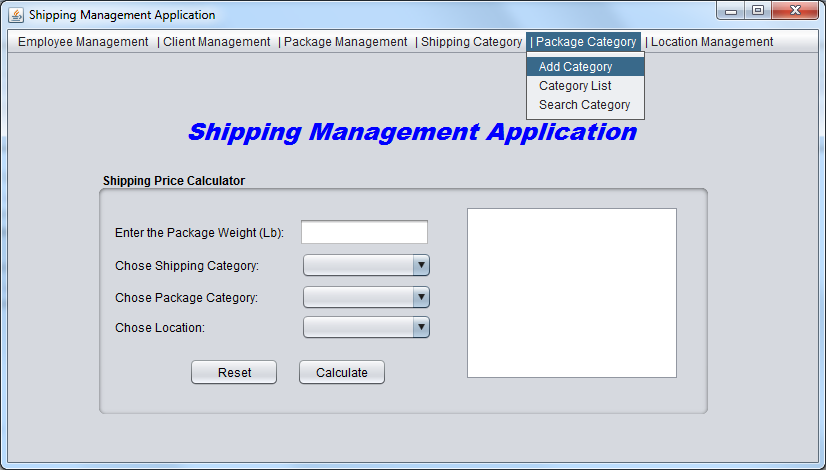 Shipping Management Application
Employee Management | Client Management | Package Management | Shipping Category | Package Category | Location Management
Add Category
Category List
Search Category
Shipping Management Application
Shipping Price Calculator
Enter the Package Weight (Lb):
Chose Shipping Category:
Chose Package Category:
Chose Location:
Reset Calculate